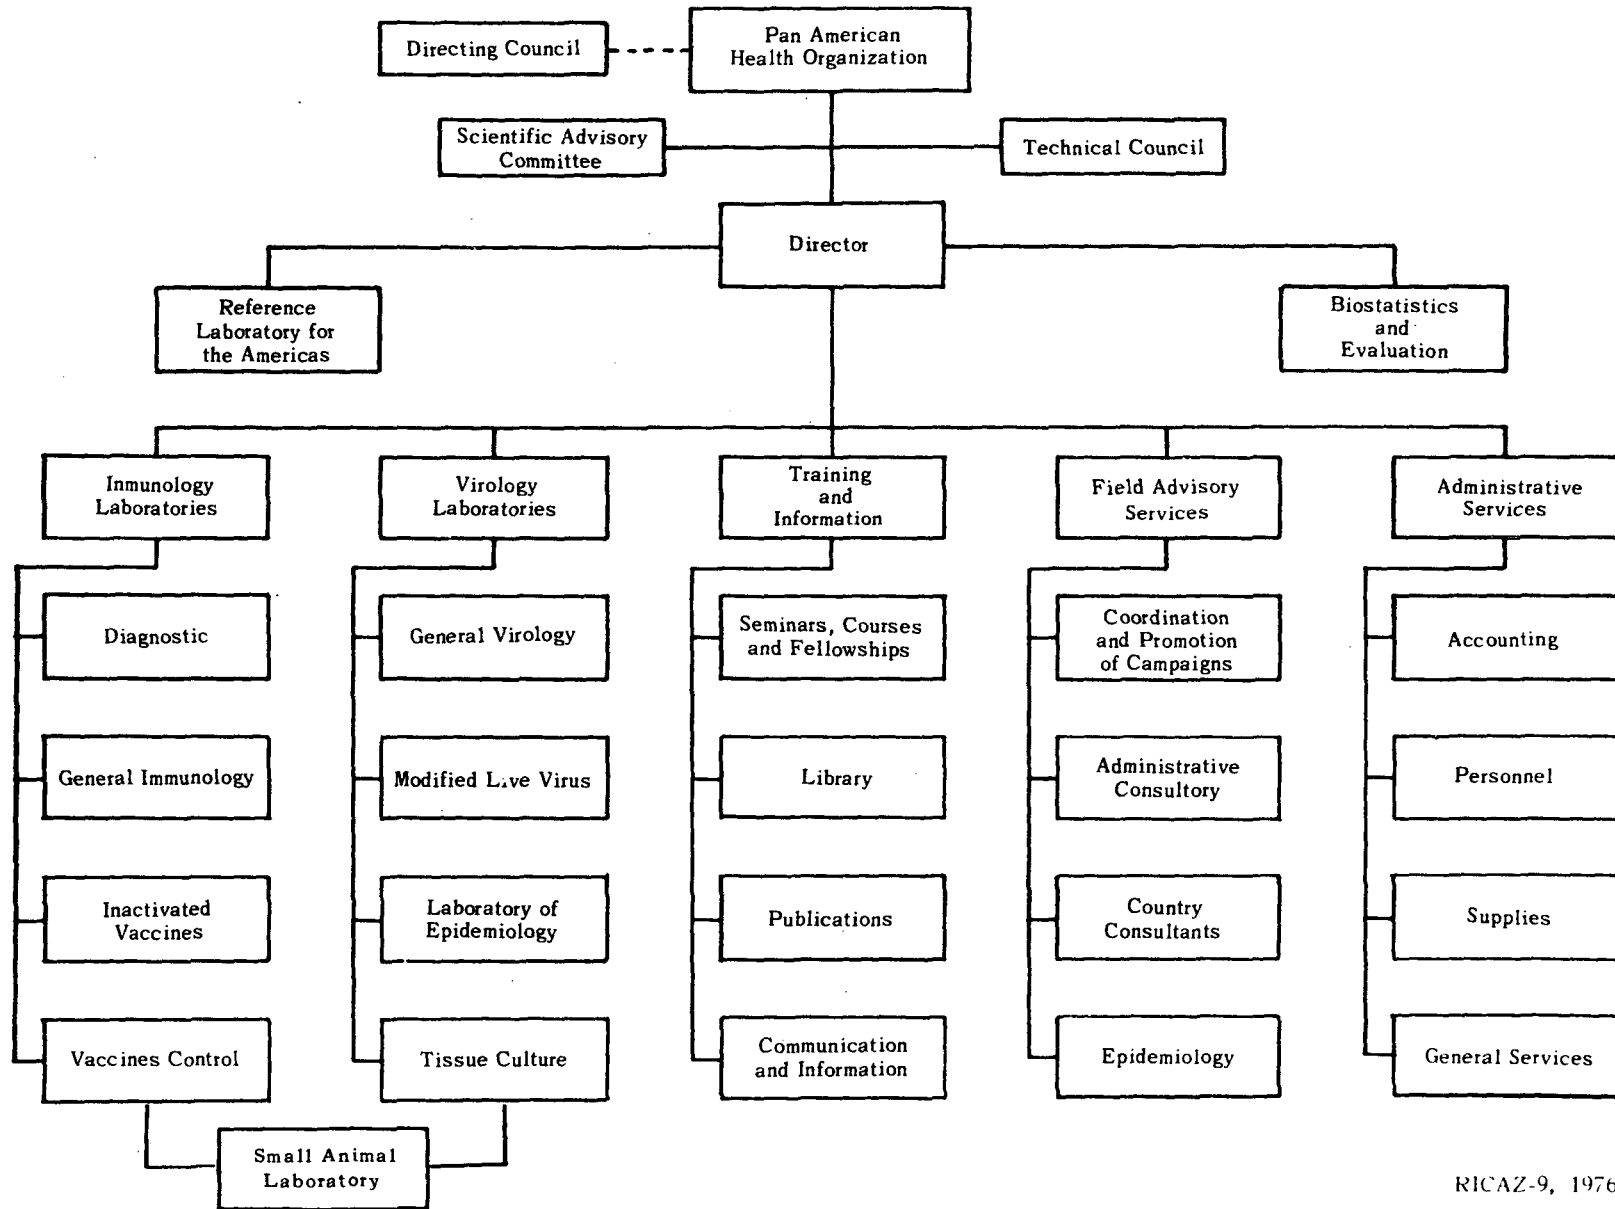 Directing Council
Pan American
Health Organization
Scientific Advisory
Committee
Technical Council
Director
Reference
Laboratory for
the Americas
Biostatistics
and
Evaluation
Inmunology
Laboratories
Virology
Laboratories
Training
and
Information
Field Advisory
Services
Administrative
Services
Diagnostic
General Virology
Seminars, Courses
and Fellowships
Coordination
and Promotion
of Campaigns
Accounting
General Immunology
Modified Live Virus
Library
Administrative
Consultory
Personnel
Inactivated
Vaccines
Laboratory of
Epidemiology
Publications
Country
Consultants
Supplies
Vaccines Control
Tissue Culture
Communication
and Information
Epidemiology
General Services
Small Animal
Laboratory
RICAZ-9, 1976